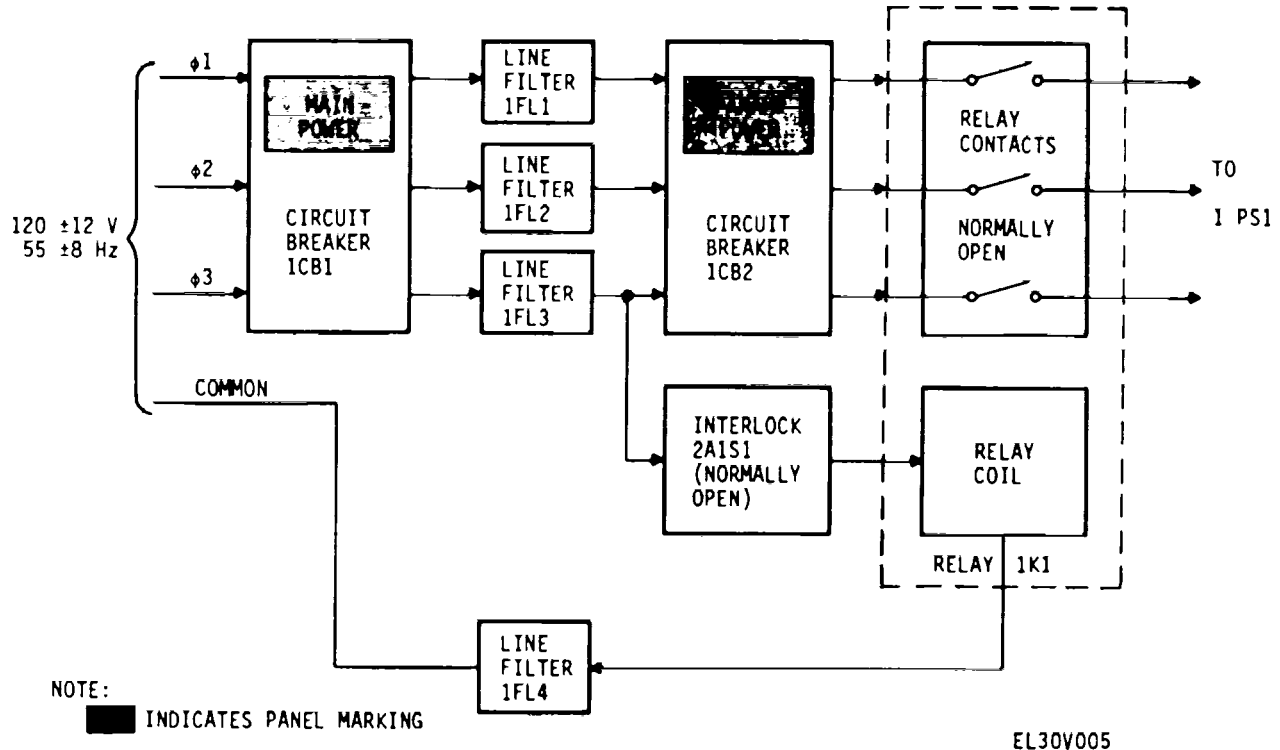 φ1
MAIN
POWER
CIRCUIT
BREAKER
1CB1
φ2
φ3
120 ±12 V
55 ±8 Hz
COMMON
LINE
FILTER
1FL1
LINE
FILTER
1FL2
LINE
FILTER
1FL3
POWER
CIRCUIT
BREAKER
1CB2
RELAY
CONTACTS
NORMALLY
OPEN
TO
1 PS1
INTERLOCK
2A1S1
(NORMALLY
OPEN)
RELAY
COIL
RELAY 1K1
LINE
FILTER
1FL4
NOTE:
INDICATES PANEL MARKING
EL30V005